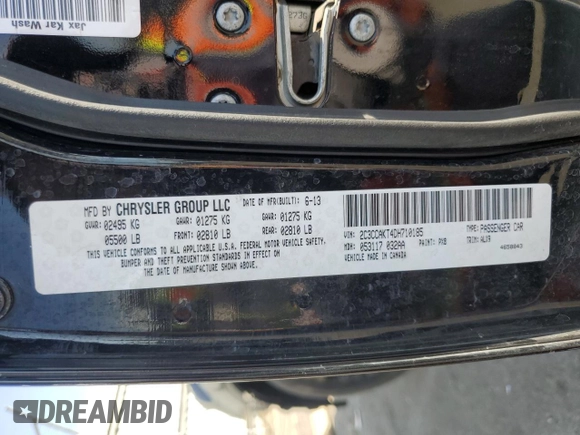 Jax Kar Wash
MFD BY CHRYSLER GROUP LLC
DATE OF MFR(BUILT): 6-13
GVWR: 02495 KG
GAWR: 01275 KG
GAWR: 01275 KG
05500 LB
FRONT: 02810 LB
REAR: 02810 LB
THIS VEHICLE CONFORMS TO ALL APPLICABLE U.S.A. FEDERAL MOTOR VEHICLE SAFETY,
BUMPER AND THEFT PREVENTION STANDARDS IN EFFECT ON
THE DATE OF MANUFACTURE SHOWN ABOVE.
VIN: 2C3CCAKT4DH710185
TYPE: PASSENGER CAR
MDH: 053117 032AA
PAINT: PX8
TRIM: ALX9
VEHICLE MADE IN CANADA
DREAMBID